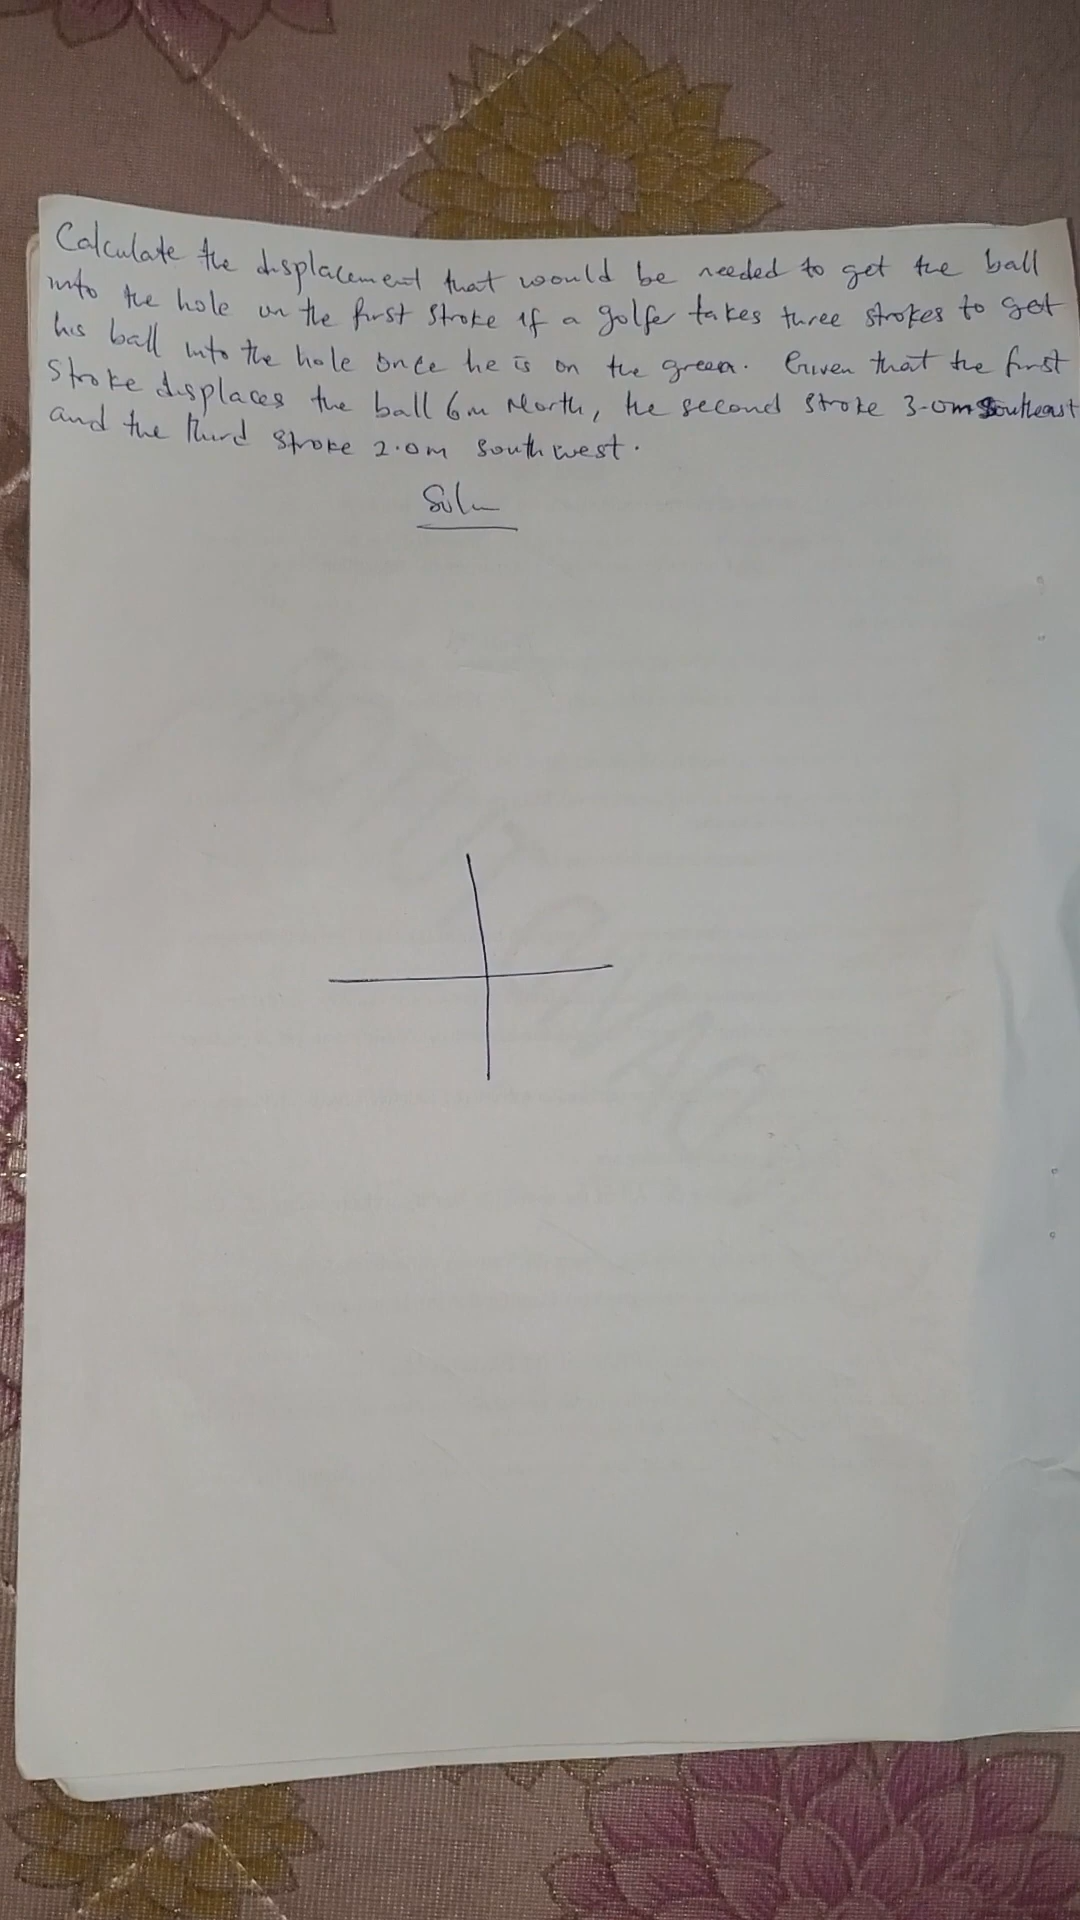 Calculate the displacement that would be needed to get the ball
into the hole on the first stroke if a golfer takes three strokes to get
his ball into the hole once he is on the green. Given that the first
stroke displaces the ball 6m North, the second stroke 3.0m Southeast
and the third stroke 2.0m southwest.
Soln